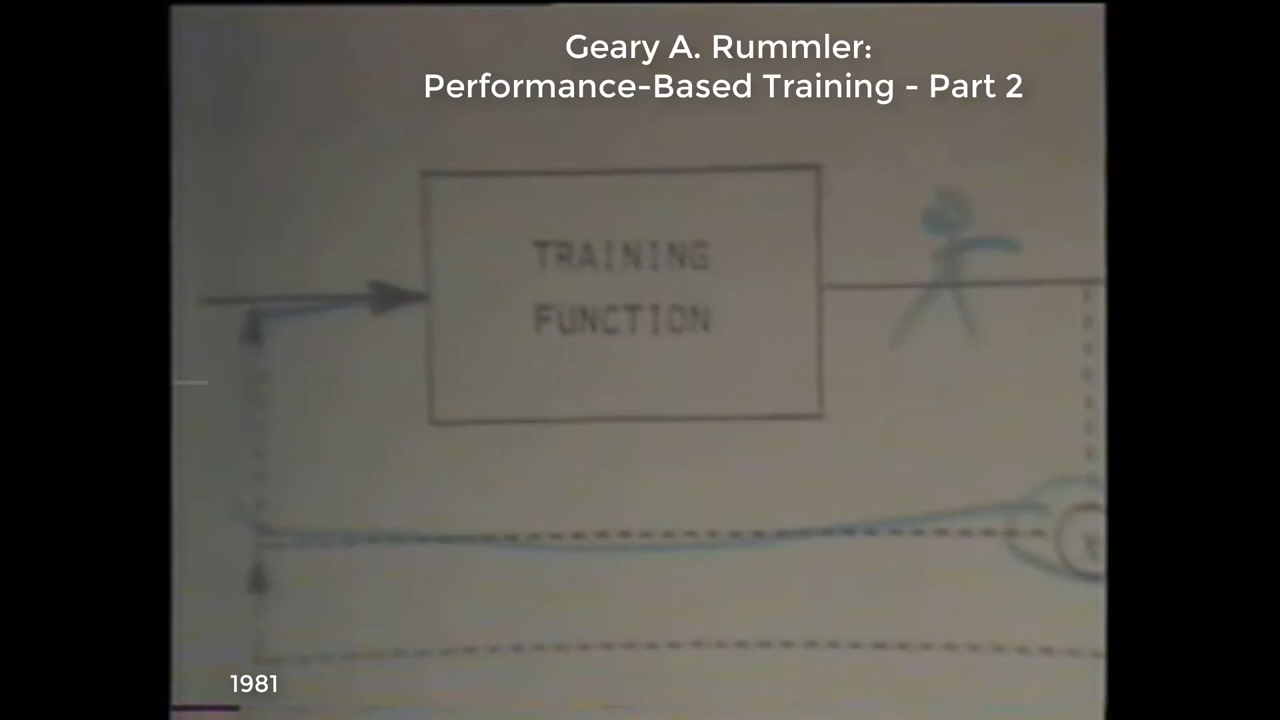 Geary A. Rummler:
Performance-Based Training - Part 2
TRAINING
FUNCTION
1981